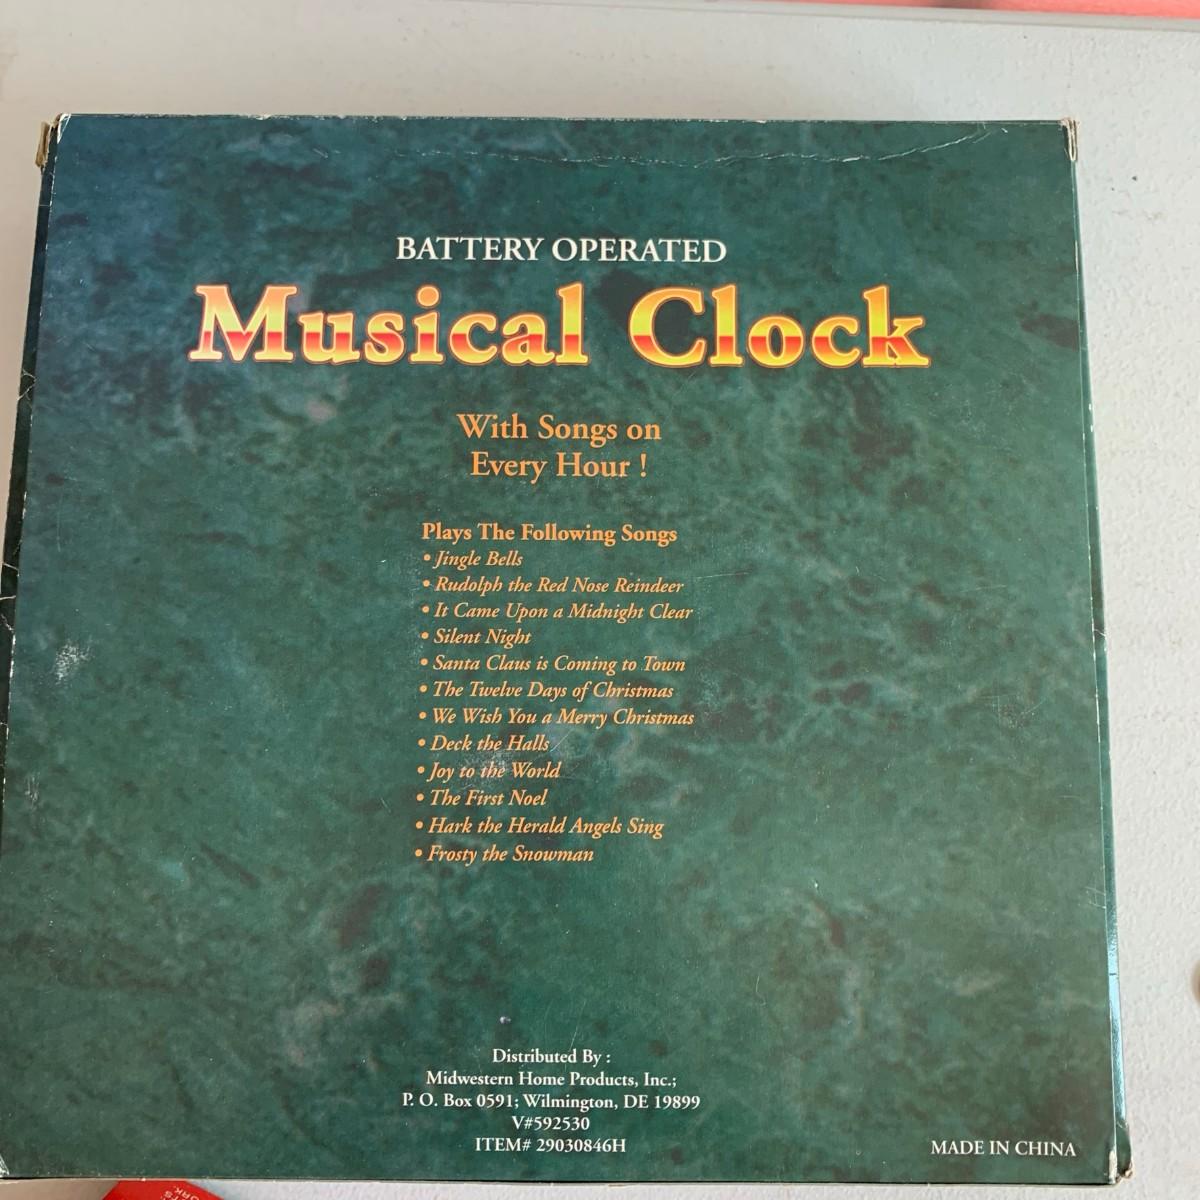 BATTERY OPERATED
Musical Clock
With Songs on
Every Hour !
Plays The Following Songs
• Jingle Bells
• Rudolph the Red Nose Reindeer
• It Came Upon a Midnight Clear
• Silent Night
• Santa Claus is Coming to Town
• The Twelve Days of Christmas
• We Wish You a Merry Christmas
• Deck the Halls
• Joy to the World
• The First Noel
• Hark the Herald Angels Sing
• Frosty the Snowman
Distributed By :
Midwestern Home Products, Inc.;
P. O. Box 0591; Wilmington, DE 19899
V#592530
ITEM# 29030846H
MADE IN CHINA